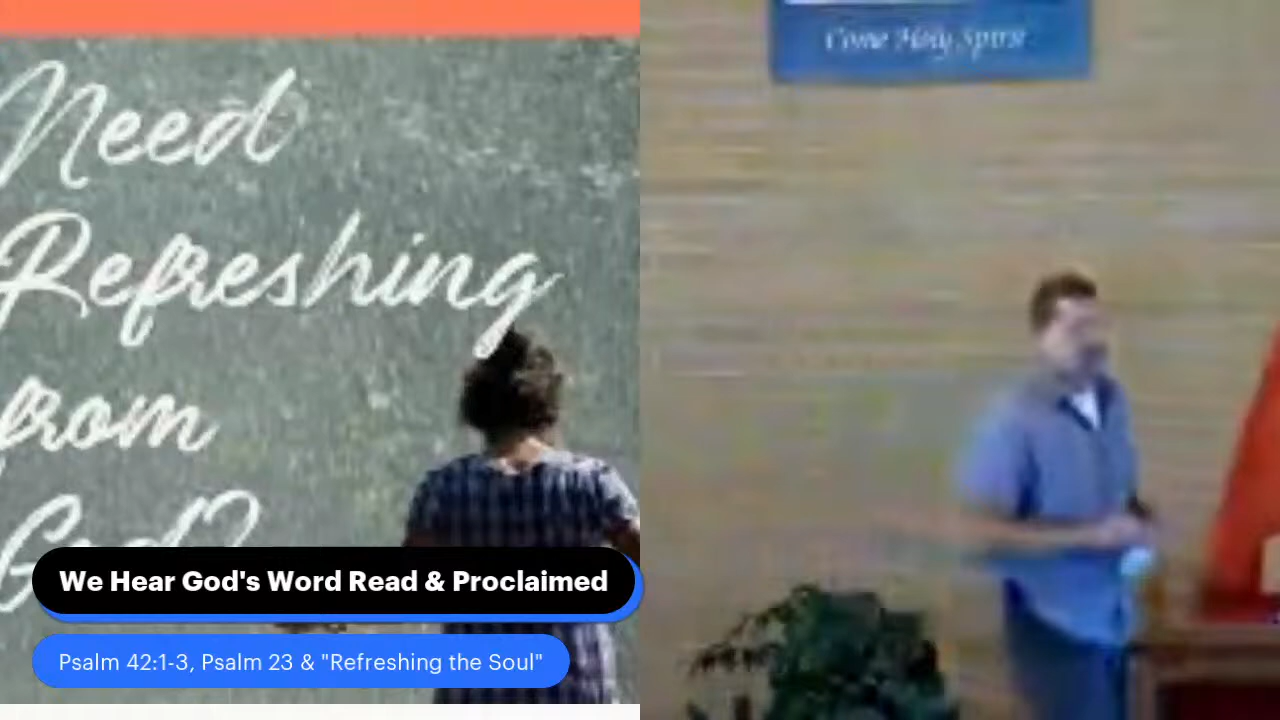 Need
Refreshing
from
God?
Come Holy Spirit
We Hear God's Word Read & Proclaimed
Psalm 42:1-3, Psalm 23 & "Refreshing the Soul"